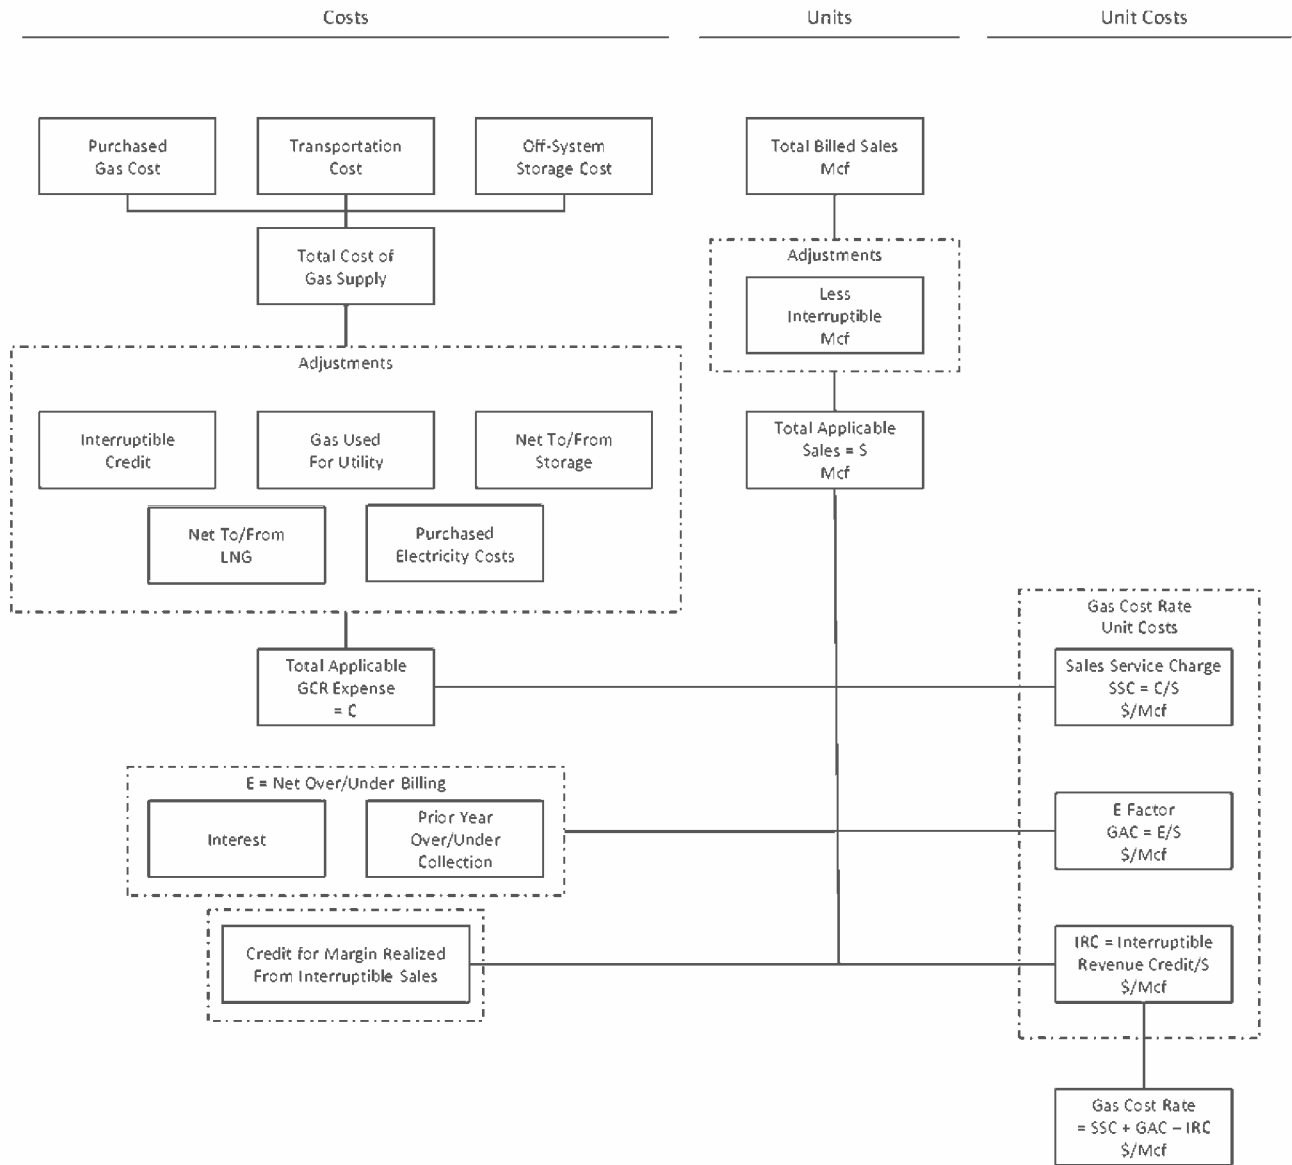 Costs
Units
Unit Costs
Purchased
Gas Cost
Transportation
Cost
Off-System
Storage Cost
Total Billed Sales
Mcf
Total Cost of
Gas Supply
Adjustments
Less
Interruptible
Mcf
Adjustments
Interruptible
Credit
Gas Used
For Utility
Net To/From
Storage
Total Applicable
Sales = S
Mcf
Net To/From
LNG
Purchased
Electricity Costs
Gas Cost Rate
Unit Costs
Total Applicable
GCR Expense
= C
Sales Service Charge
SSC = C/S
$/Mcf
E = Net Over/Under Billing
Interest
Prior Year
Over/Under
Collection
E Factor
GAC = E/S
$/Mcf
Credit for Margin Realized
From Interruptible Sales
IRC = Interruptible
Revenue Credit/S
$/Mcf
Gas Cost Rate
= SSC + GAC – IRC
$/Mcf